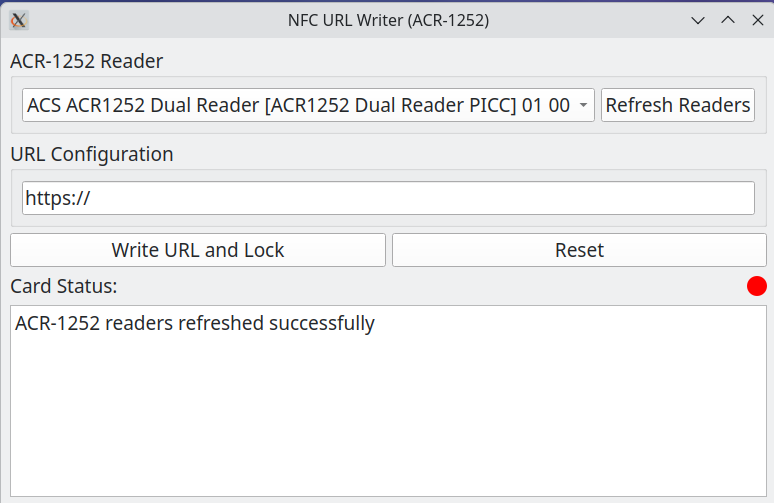 NFC URL Writer (ACR-1252)
ACR-1252 Reader
ACS ACR1252 Dual Reader [ACR1252 Dual Reader PICC] 01 00 Refresh Readers
URL Configuration
https://
Write URL and Lock Reset
Card Status:
ACR-1252 readers refreshed successfully